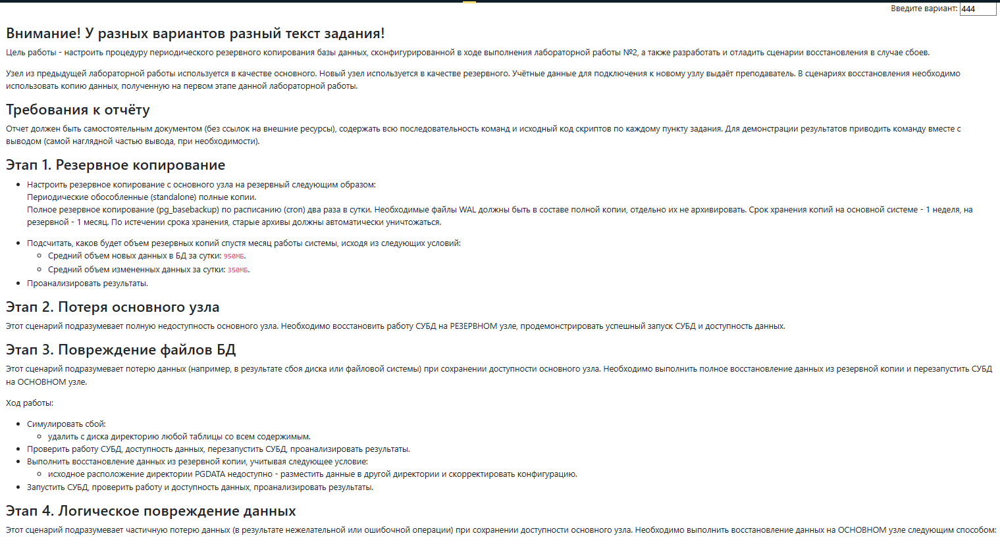 Введите вариант: 444
Внимание! У разных вариантов разный текст задания!
Цель работы - настроить процедуру периодического резервного копирования базы данных, сконфигурированной в ходе выполнения лабораторной работы №2, а также разработать и отладить сценарии восстановления в случае сбоев.
Узел из предыдущей лабораторной работы используется в качестве основного. Новый узел используется в качестве резервного. Учётные данные для подключения к новому узлу выдаёт преподаватель. В сценариях восстановления необходимо
использовать копию данных, полученную на первом этапе данной лабораторной работы.
Требования к отчёту
Отчет должен быть самостоятельным документом (без ссылок на внешние ресурсы), содержать всю последовательность команд и исходный код скриптов по каждому пункту задания. Для демонстрации результатов приводить команду вместе с
выводом (самой наглядной частью вывода, при необходимости).
Этап 1. Резервное копирование
• Настроить резервное копирование с основного узла на резервный следующим образом:
Периодические обособленные (standalone) полные копии.
Полное резервное копирование (pg_basebackup) по расписанию (cron) два раза в сутки. Необходимые файлы WAL должны быть в составе полной копии, отдельно их не архивировать. Срок хранения копий на основной системе - 1 неделя, на
резервной - 1 месяц. По истечении срока хранения, старые архивы должны автоматически уничтожаться.
• Подсчитать, каков будет объем резервных копий спустя месяц работы системы, исходя из следующих условий:
◦ Средний объем новых данных в БД за сутки: 950МБ.
◦ Средний объем измененных данных за сутки: 350МБ.
• Проанализировать результаты.
Этап 2. Потеря основного узла
Этот сценарий подразумевает полную недоступность основного узла. Необходимо восстановить работу СУБД на РЕЗЕРВНОМ узле, продемонстрировать успешный запуск СУБД и доступность данных.
Этап 3. Повреждение файлов БД
Этот сценарий подразумевает потерю данных (например, в результате сбоя диска или файловой системы) при сохранении доступности основного узла. Необходимо выполнить полное восстановление данных из резервной копии и перезапустить СУБД
на ОСНОВНОМ узле.
Ход работы:
• Симулировать сбой:
◦ удалить с диска директорию любой таблицы со всем содержимым.
• Проверить работу СУБД, доступность данных, перезапустить СУБД, проанализировать результаты.
• Выполнить восстановление данных из резервной копии, учитывая следующее условие:
◦ исходное расположение директории PGDATA недоступно - разместить данные в другой директории и скорректировать конфигурацию.
• Запустить СУБД, проверить работу и доступность данных, проанализировать результаты.
Этап 4. Логическое повреждение данных
Этот сценарий подразумевает частичную потерю данных (в результате нежелательной или ошибочной операции) при сохранении доступности основного узла. Необходимо выполнить восстановление данных на ОСНОВНОМ узле следующим способом: